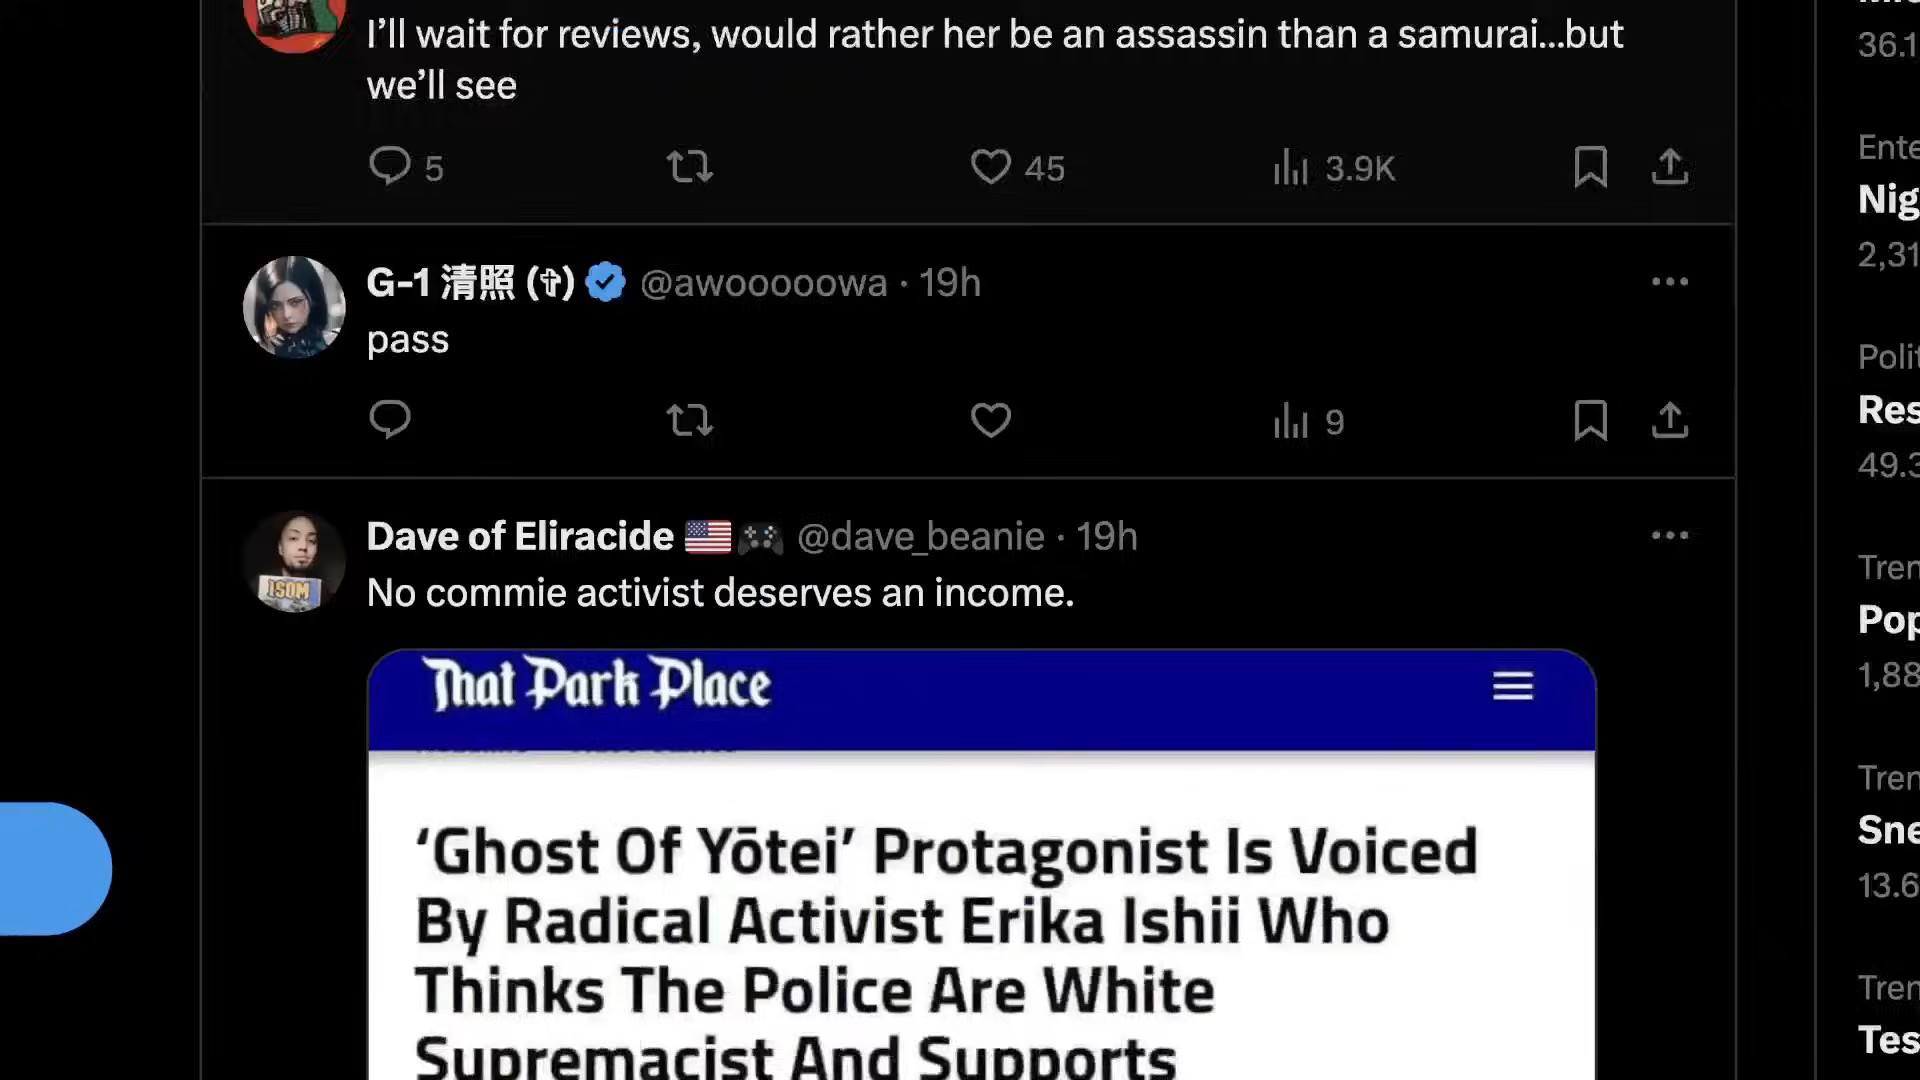 I'll wait for reviews, would rather her be an assassin than a samurai...but
we'll see
5 45 3.9K
G-1 清照 (✞) @awooooowa · 19h
pass
9
Dave of Eliracide 🇺🇸🎮 @dave_beanie · 19h
ISOM
No commie activist deserves an income.
That Park Place
'Ghost Of Yōtei' Protagonist Is Voiced
By Radical Activist Erika Ishii Who
Thinks The Police Are White
Supremacist And Supports
36.1
Ente
Nig
2,31
Polit
Res
49.3
Tren
Pop
1,88
Tren
Sne
13.6
Tren
Tes